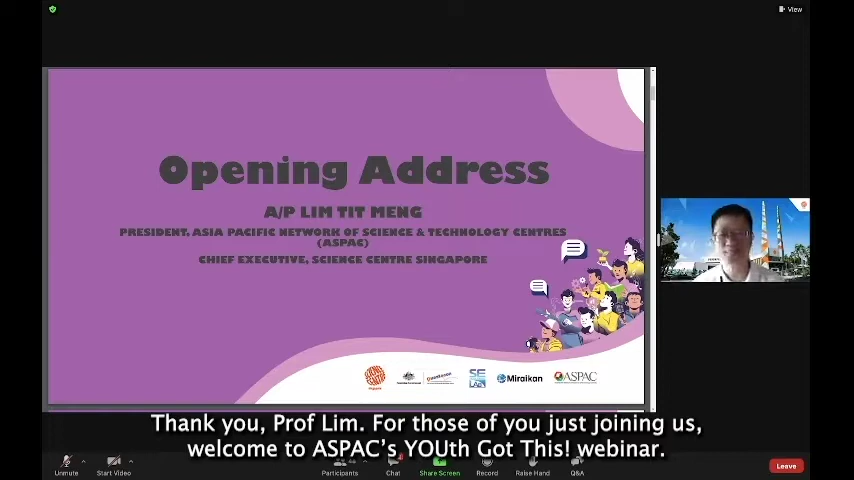 View
Opening Address
A/P LIM TIT MENG
PRESIDENT, ASIA PACIFIC NETWORK OF SCIENCE & TECHNOLOGY CENTRES
(ASPAC)
CHIEF EXECUTIVE, SCIENCE CENTRE SINGAPORE
Miraikan
ASPAC
Thank you, Prof Lim. For those of you just joining us,
welcome to ASPAC's YOUth Got This! webinar.
Unmute
Start Video
Participants
Chat
Share Screen
Record
Raise Hand
Q&A
Leave